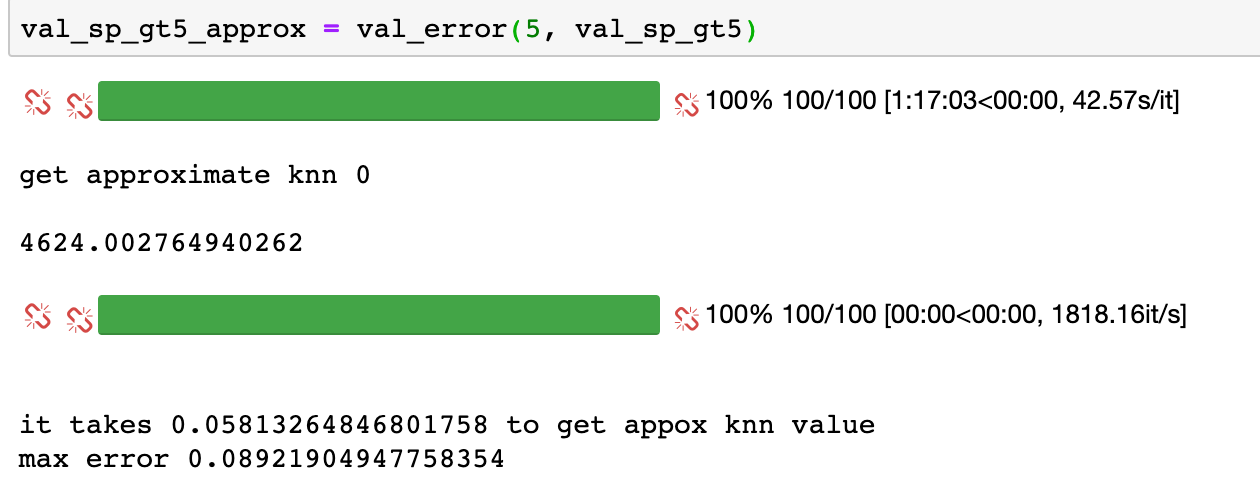 val_sp_gt5_approx = val_error(5, val_sp_gt5)
100% 100/100 [1:17:03<00:00, 42.57s/it]
get approximate knn 0
4624.002764940262
100% 100/100 [00:00<00:00, 1818.16it/s]
it takes 0.05813264846801758 to get appox knn value
max error 0.08921904947758354